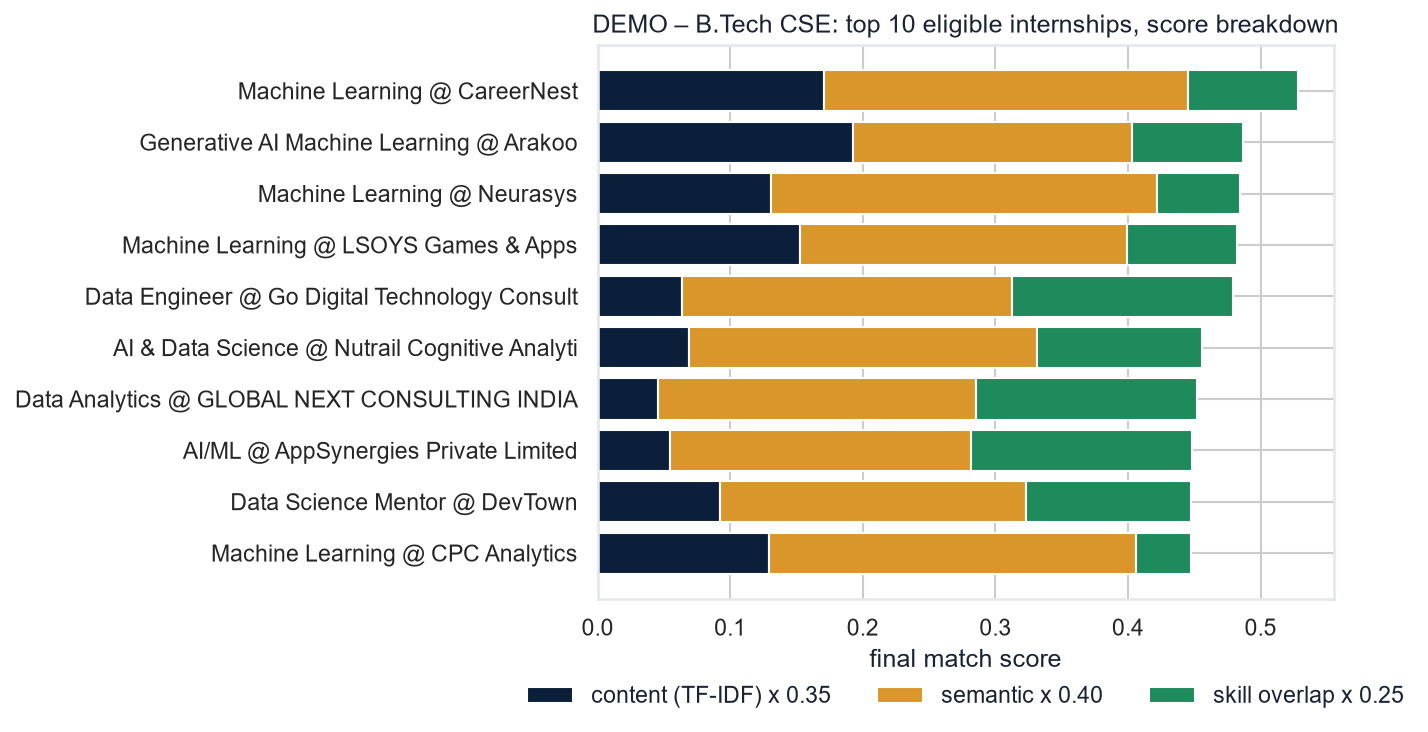 DEMO – B.Tech CSE: top 10 eligible internships, score breakdown
Machine Learning @ CareerNest
Generative AI Machine Learning @ Arakoo
Machine Learning @ Neurasys
Machine Learning @ LSOYS Games & Apps
Data Engineer @ Go Digital Technology Consult
AI & Data Science @ Nutrail Cognitive Analyti
Data Analytics @ GLOBAL NEXT CONSULTING INDIA
AI/ML @ AppSynergies Private Limited
Data Science Mentor @ DevTown
Machine Learning @ CPC Analytics
0.0 0.1 0.2 0.3 0.4 0.5
final match score
content (TF-IDF) x 0.35 semantic x 0.40 skill overlap x 0.25